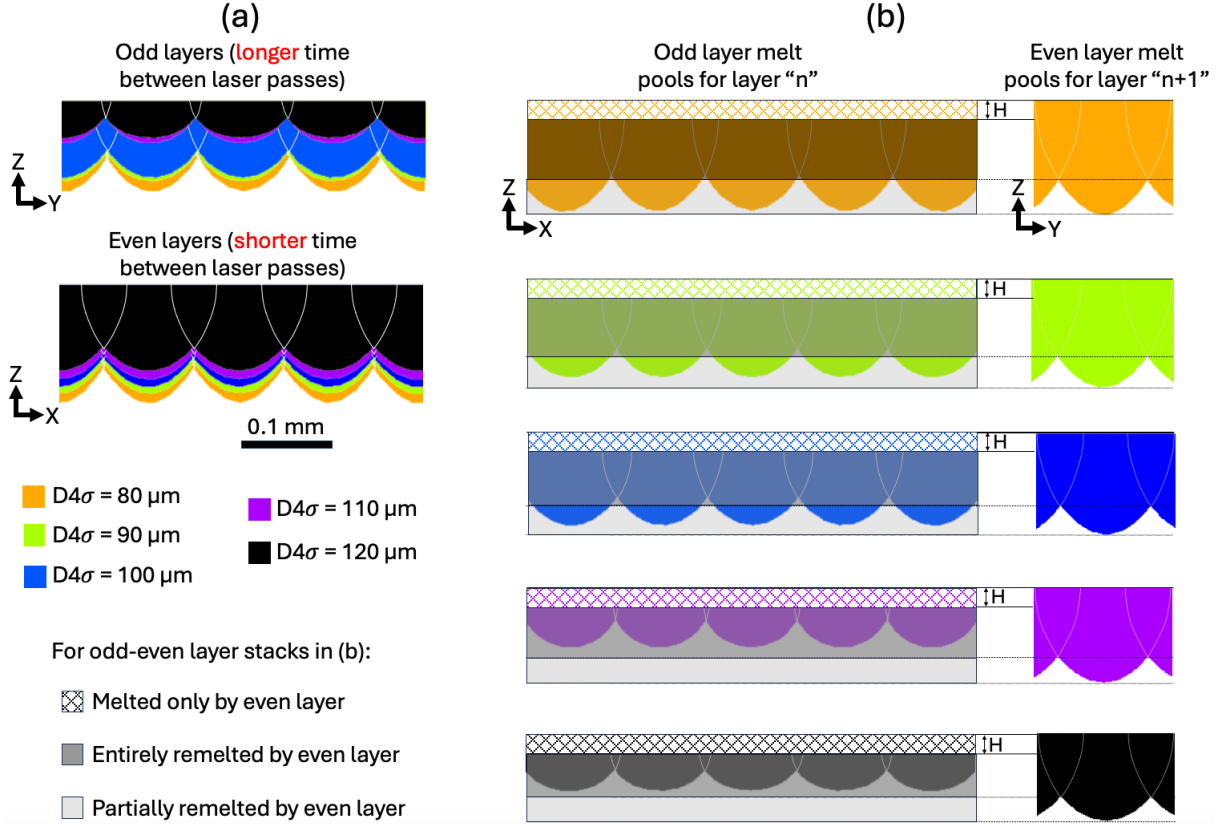 (a)
Odd layers (longer time
between laser passes)
Z
Y
Even layers (shorter time
between laser passes)
Z
X
0.1 mm
D4σ = 80 µm
D4σ = 90 µm
D4σ = 100 µm
D4σ = 110 µm
D4σ = 120 µm
For odd-even layer stacks in (b):
Melted only by even layer
Entirely remelted by even layer
Partially remelted by even layer
(b)
Odd layer melt
pools for layer “n”
Even layer melt
pools for layer “n+1”
H
Z
X
Z
Y
H
H
H
H